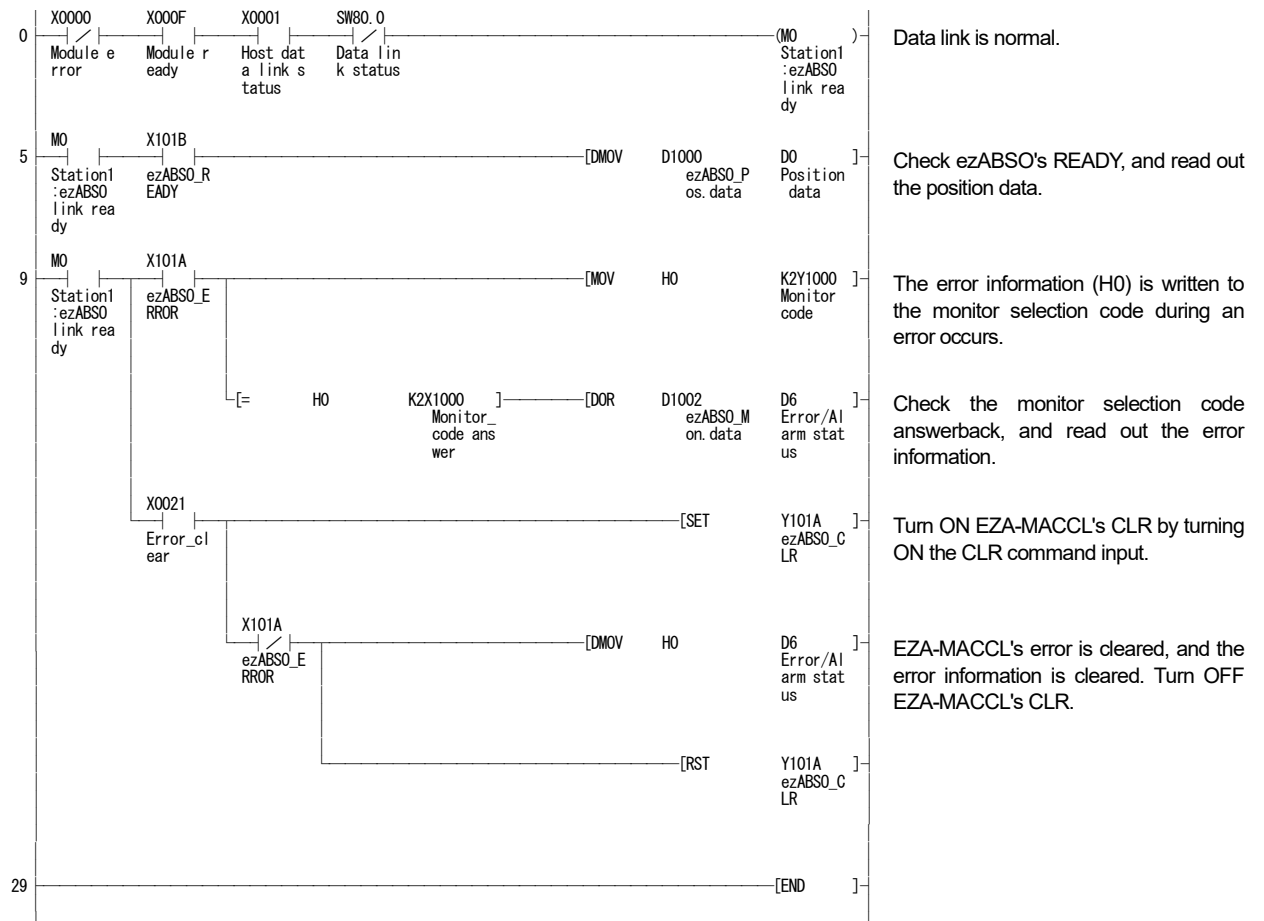 X0000 X000F X0001 SW80.0
0 (M0 ) Data link is normal.
Module e Module r Host dat Data lin Station1
rror eady a link s k status :ezABSO
tatus link rea
dy
M0 X101B
5 [DMOV D1000 D0 ] Check ezABSO's READY, and read out
Station1 ezABSO_R ezABSO_P Position the position data.
:ezABSO EADY os.data data
link rea
dy
M0 X101A
9 [MOV H0 K2Y1000 ] The error information (H0) is written to
Station1 ezABSO_E Monitor the monitor selection code during an
:ezABSO RROR code error occurs.
link rea
dy
[= H0 K2X1000 ] [DOR D1002 D6 ] Check the monitor selection code
Monitor_ ezABSO_M Error/Al answerback, and read out the error
code ans on.data arm stat information.
wer us
X0021
[SET Y101A ] Turn ON EZA-MACCL's CLR by turning
Error_cl ezABSO_C ON the CLR command input.
ear LR
X101A
[DMOV H0 D6 ] EZA-MACCL's error is cleared, and the
ezABSO_E Error/Al error information is cleared. Turn OFF
RROR arm stat EZA-MACCL's CLR.
us
[RST Y101A ]
ezABSO_C
LR
29 [END ]